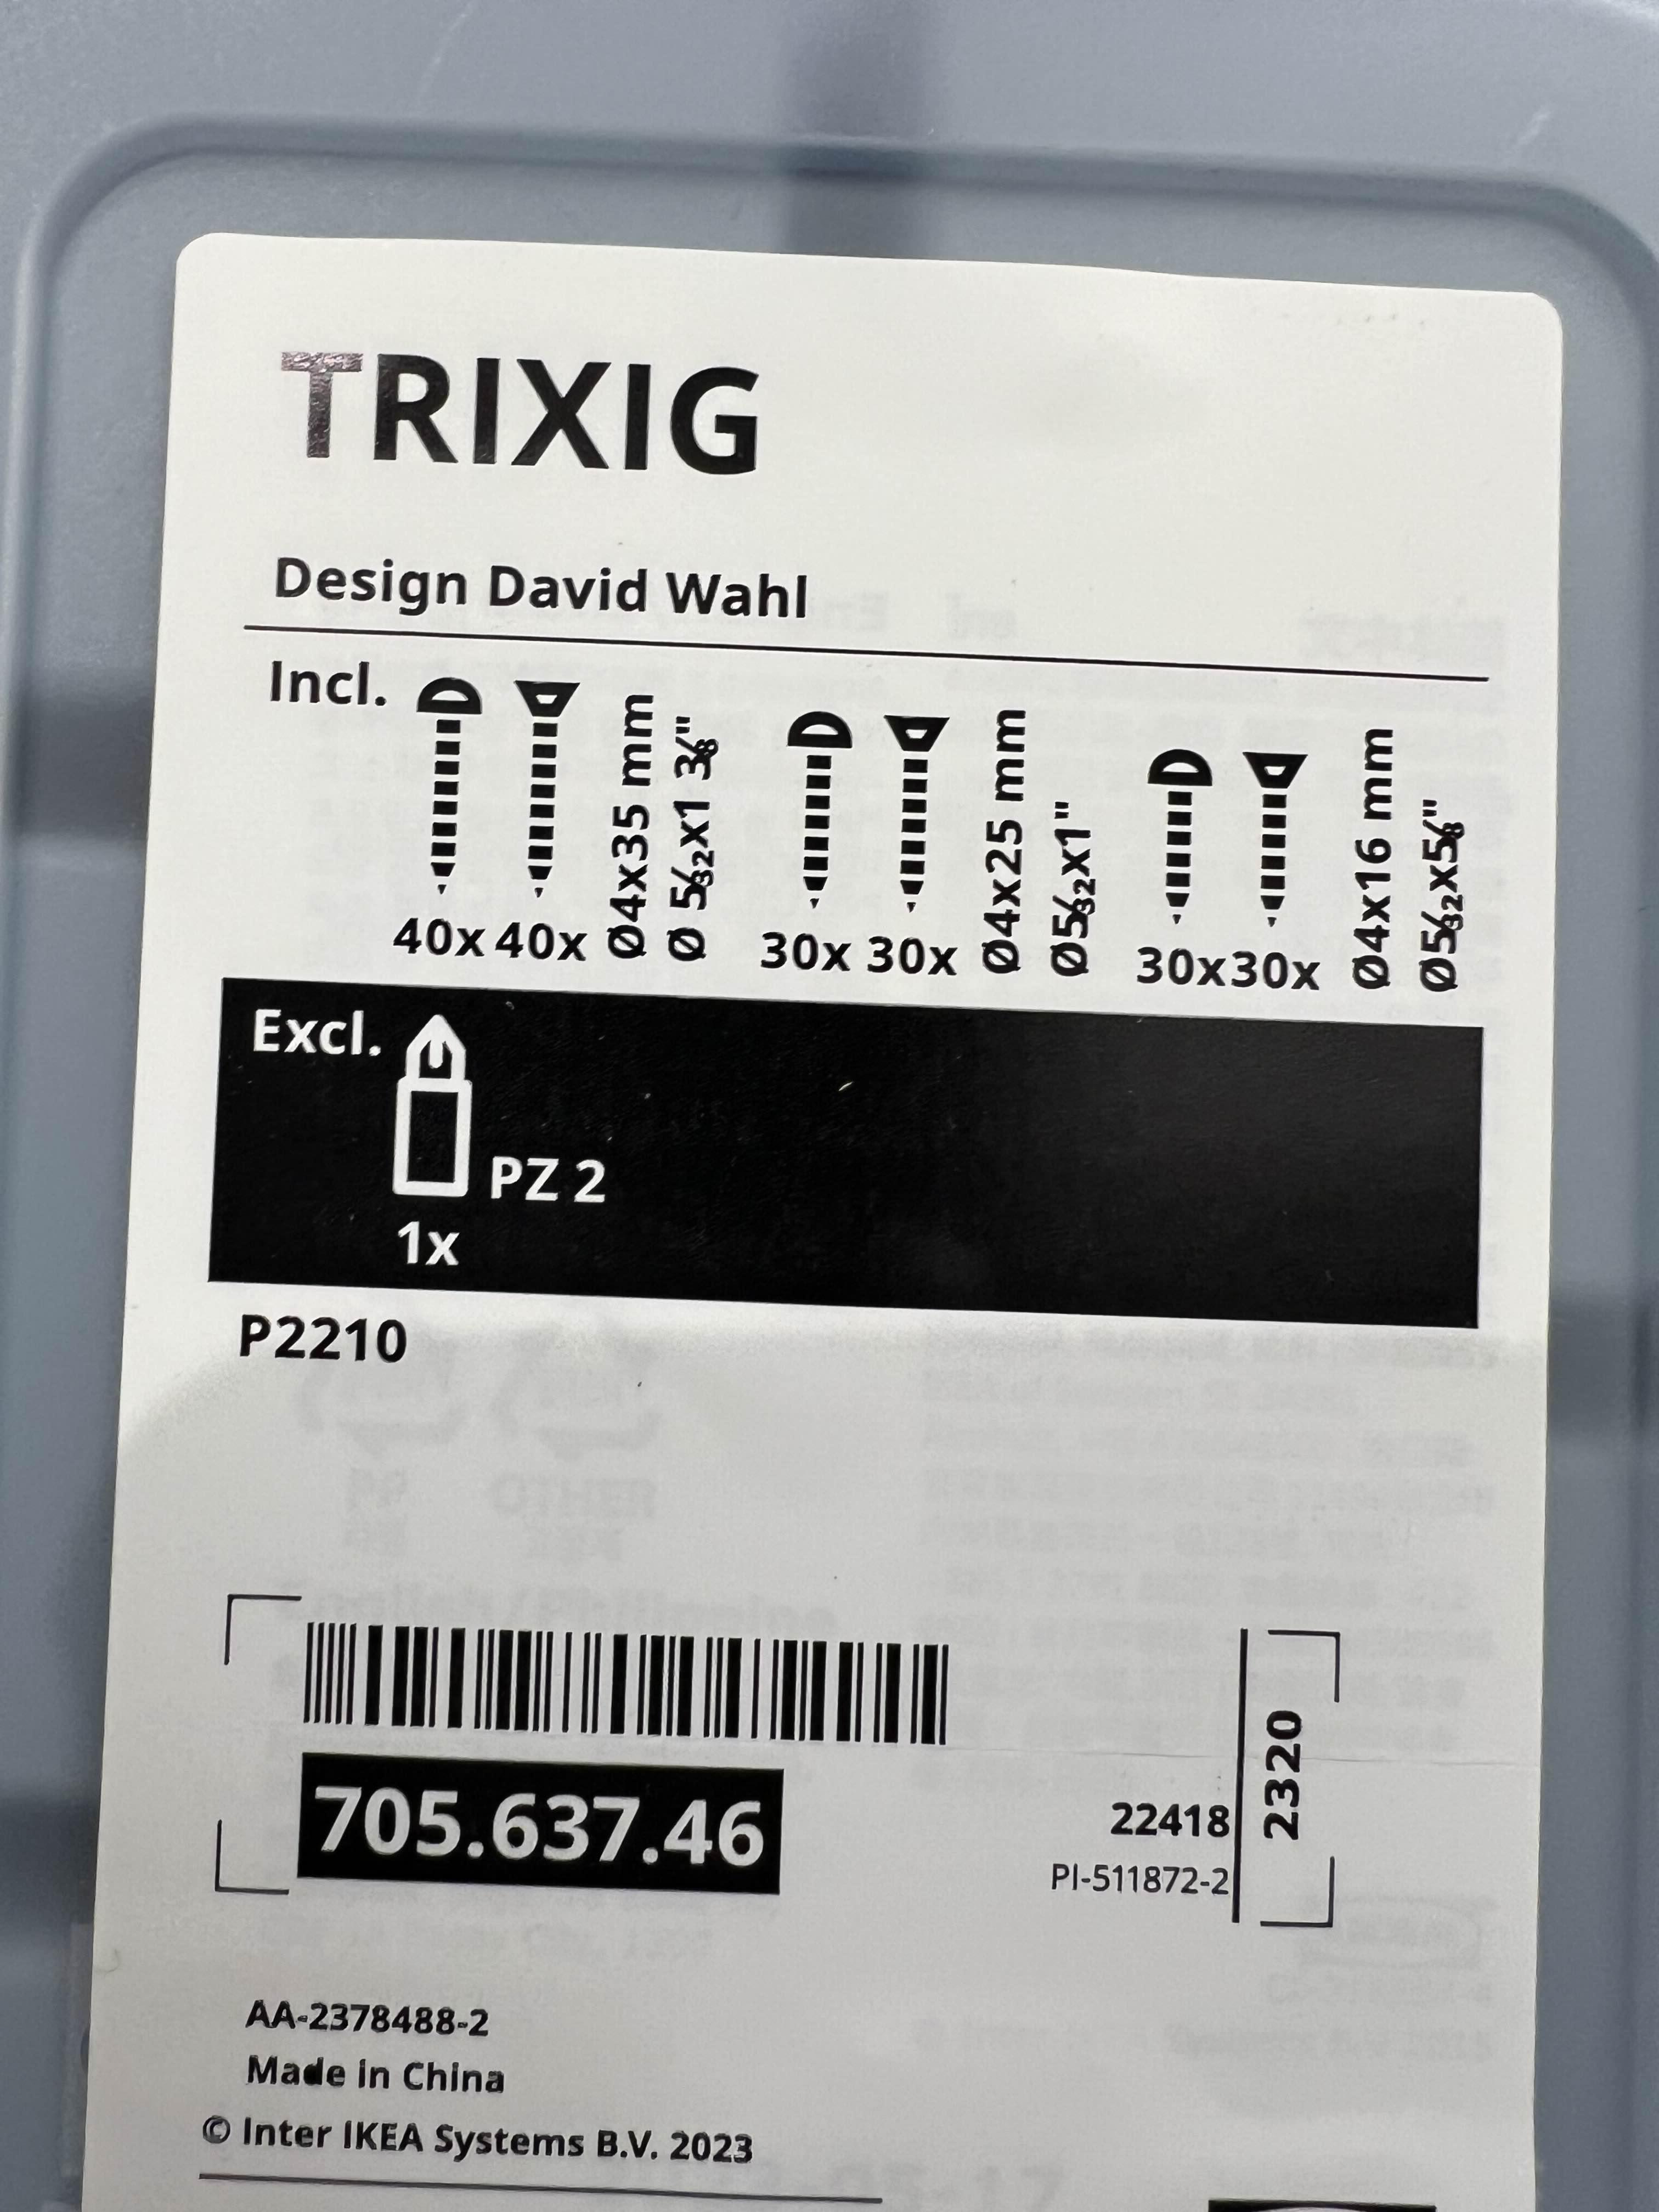 TRIXIG
Design David Wahl
Incl.
40x 40x Ø4x35 mm
Ø 5/32x1 3/8"
30x 30x Ø4x25 mm
Ø5/32x1"
30x 30x Ø4x16 mm
Ø5/32x5/8"
Excl.
PZ 2
1x
P2210
705.637.46
22418
PI-511872-2
2320
AA-2378488-2
Made in China
© Inter IKEA Systems B.V. 2023